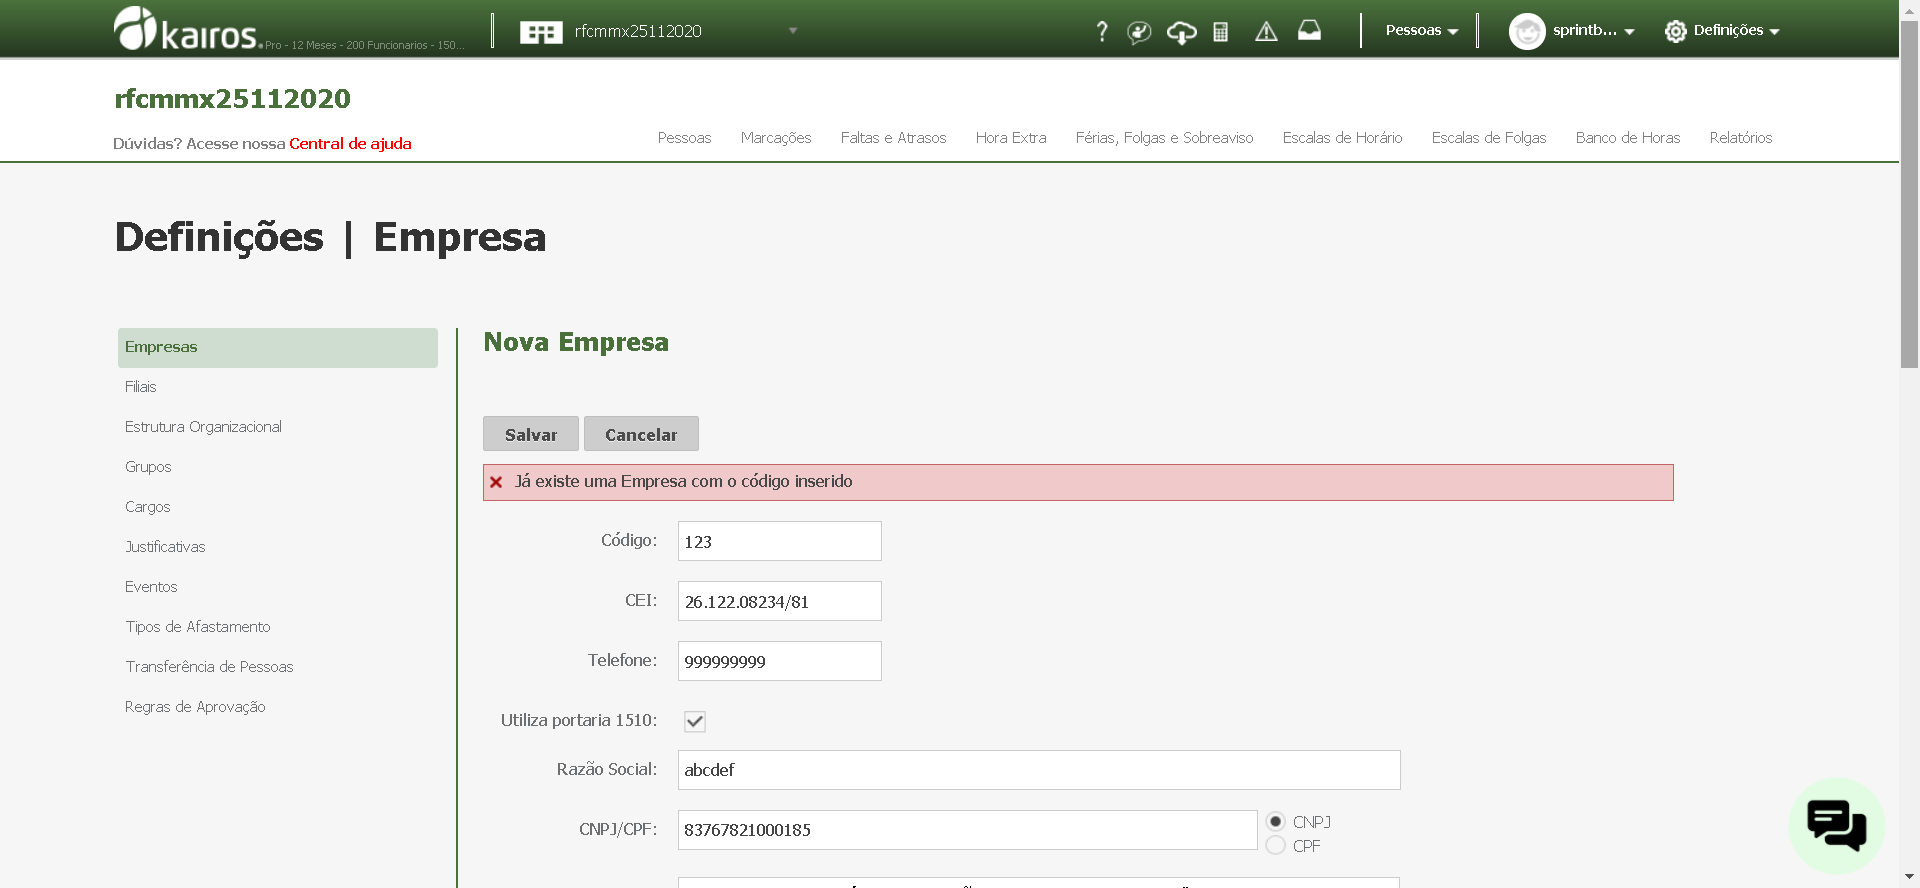 kairos. Pro - 12 Meses - 200 Funcionarios - 150...
rfcmmx25112020
Pessoas
sprintb...
Definições
rfcmmx25112020
Dúvidas? Acesse nossa Central de ajuda
Pessoas Marcações Faltas e Atrasos Hora Extra Férias, Folgas e Sobreaviso Escalas de Horário Escalas de Folgas Banco de Horas Relatórios
Definições | Empresa
Empresas
Filiais
Estrutura Organizacional
Grupos
Cargos
Justificativas
Eventos
Tipos de Afastamento
Transferência de Pessoas
Regras de Aprovação
Nova Empresa
Salvar Cancelar
Já existe uma Empresa com o código inserido
Código: 123
CEI: 26.122.08234/81
Telefone: 999999999
Utiliza portaria 1510:
Razão Social: abcdef
CNPJ/CPF: 83767821000185
CNPJ
CPF